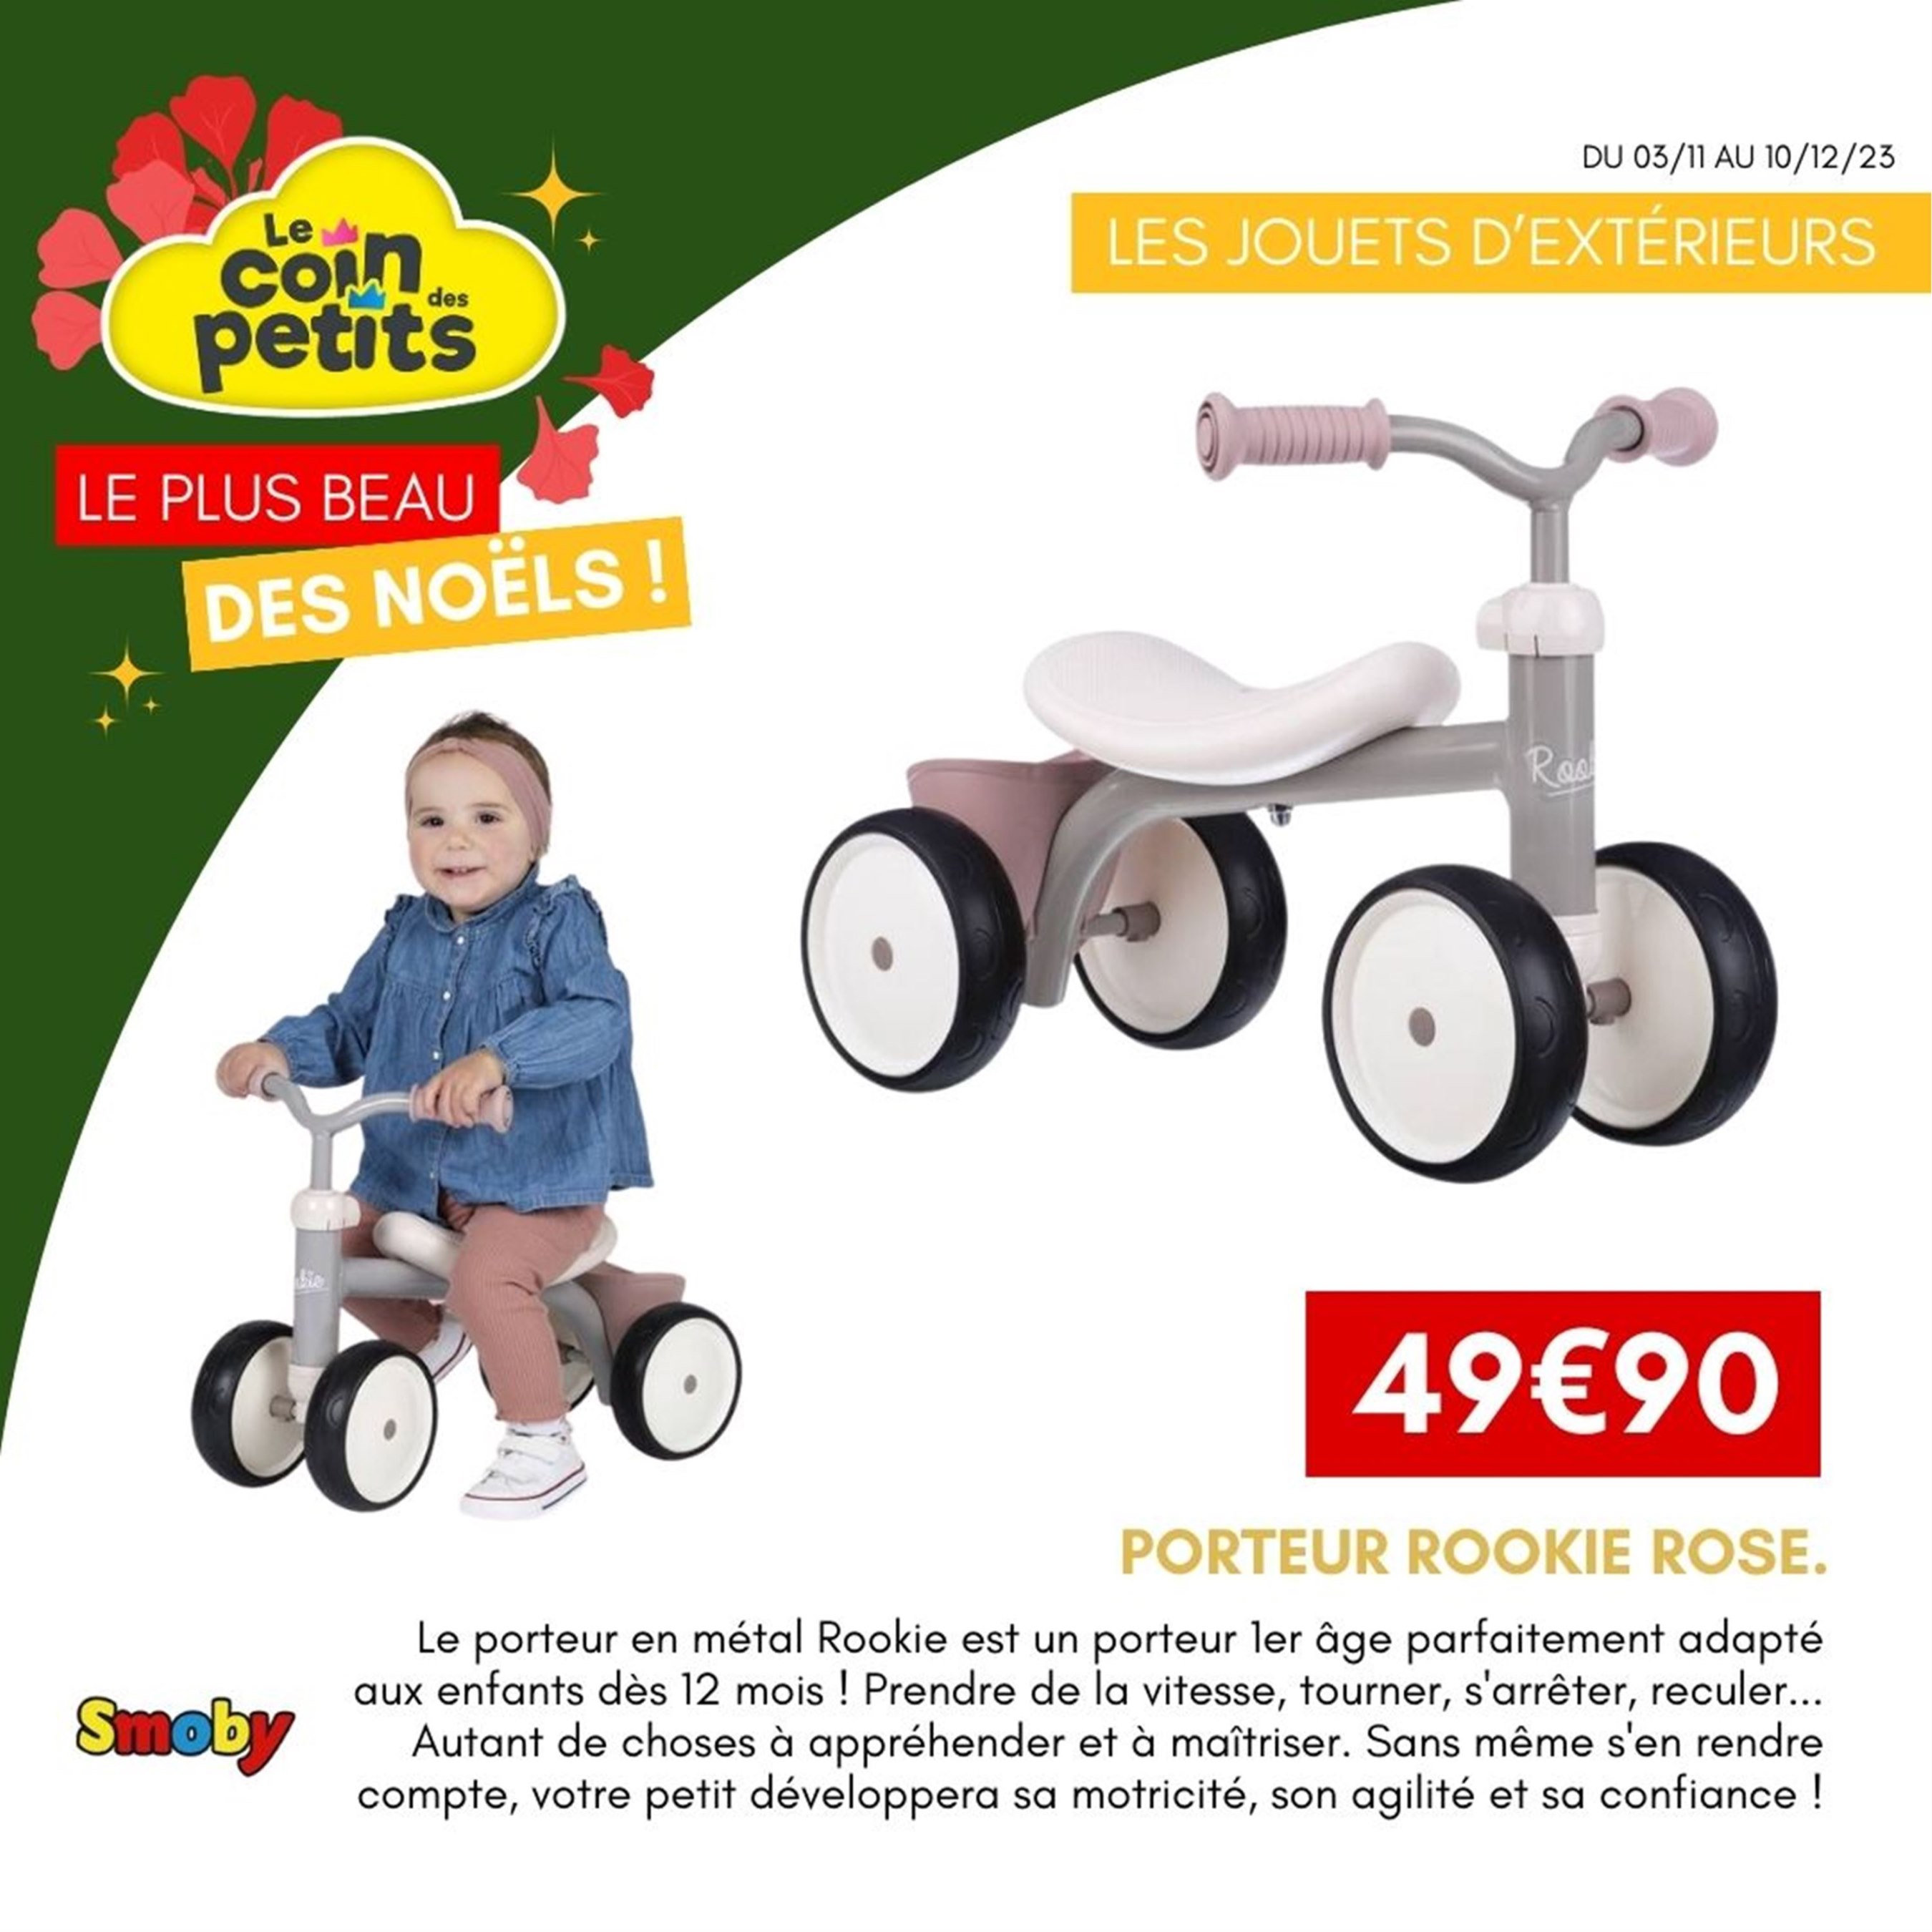 Le
coin
des
petits
LE PLUS BEAU
DES NOËLS !
DU 03/11 AU 10/12/23
LES JOUETS D'EXTÉRIEURS
49€90
PORTEUR ROOKIE ROSE.
Le porteur en métal Rookie est un porteur 1er âge parfaitement adapté
aux enfants dès 12 mois ! Prendre de la vitesse, tourner, s'arrêter, reculer...
Autant de choses à appréhender et à maîtriser. Sans même s'en rendre
compte, votre petit développera sa motricité, son agilité et sa confiance !
Smoby